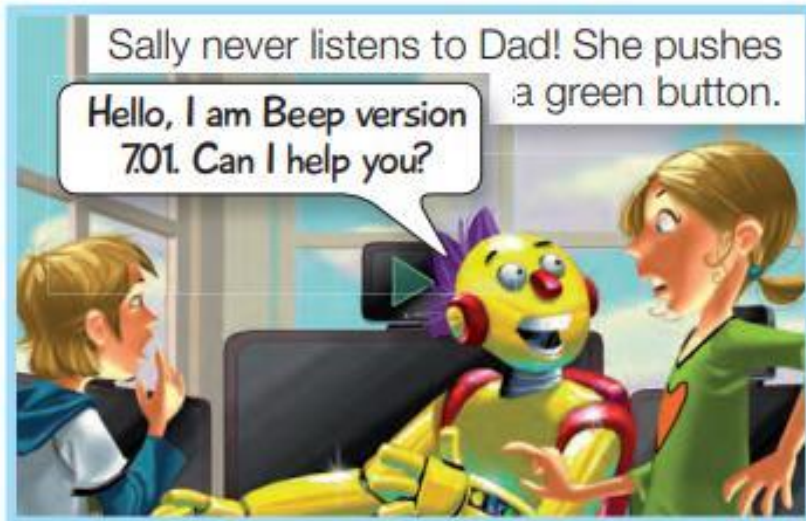 Sally never listens to Dad! She pushes
a green button.
Hello, I am Beep version
7.01. Can I help you?